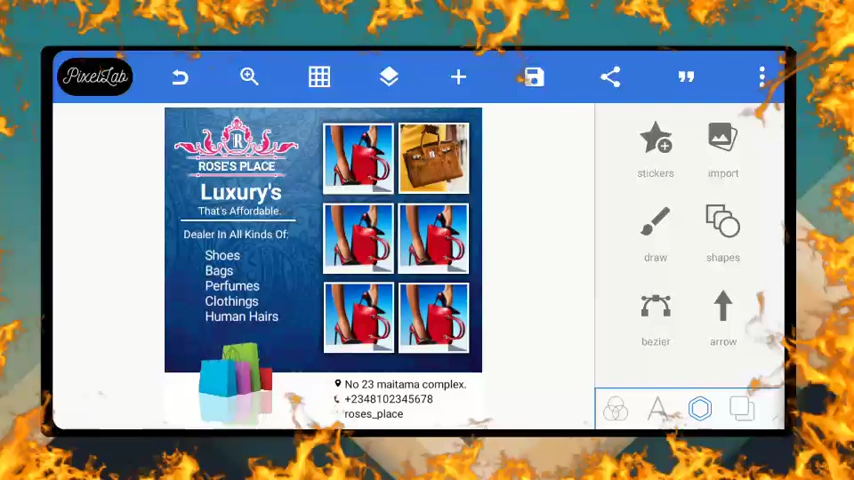 PixelLab
R
ROSE'S PLACE
Luxury's
That's Affordable.
Dealer In All Kinds Of:
Shoes
Bags
Perfumes
Clothings
Human Hairs
No 23 maitama complex.
+2348102345678
roses_place
stickers
import
draw
shapes
bezier
arrow
A